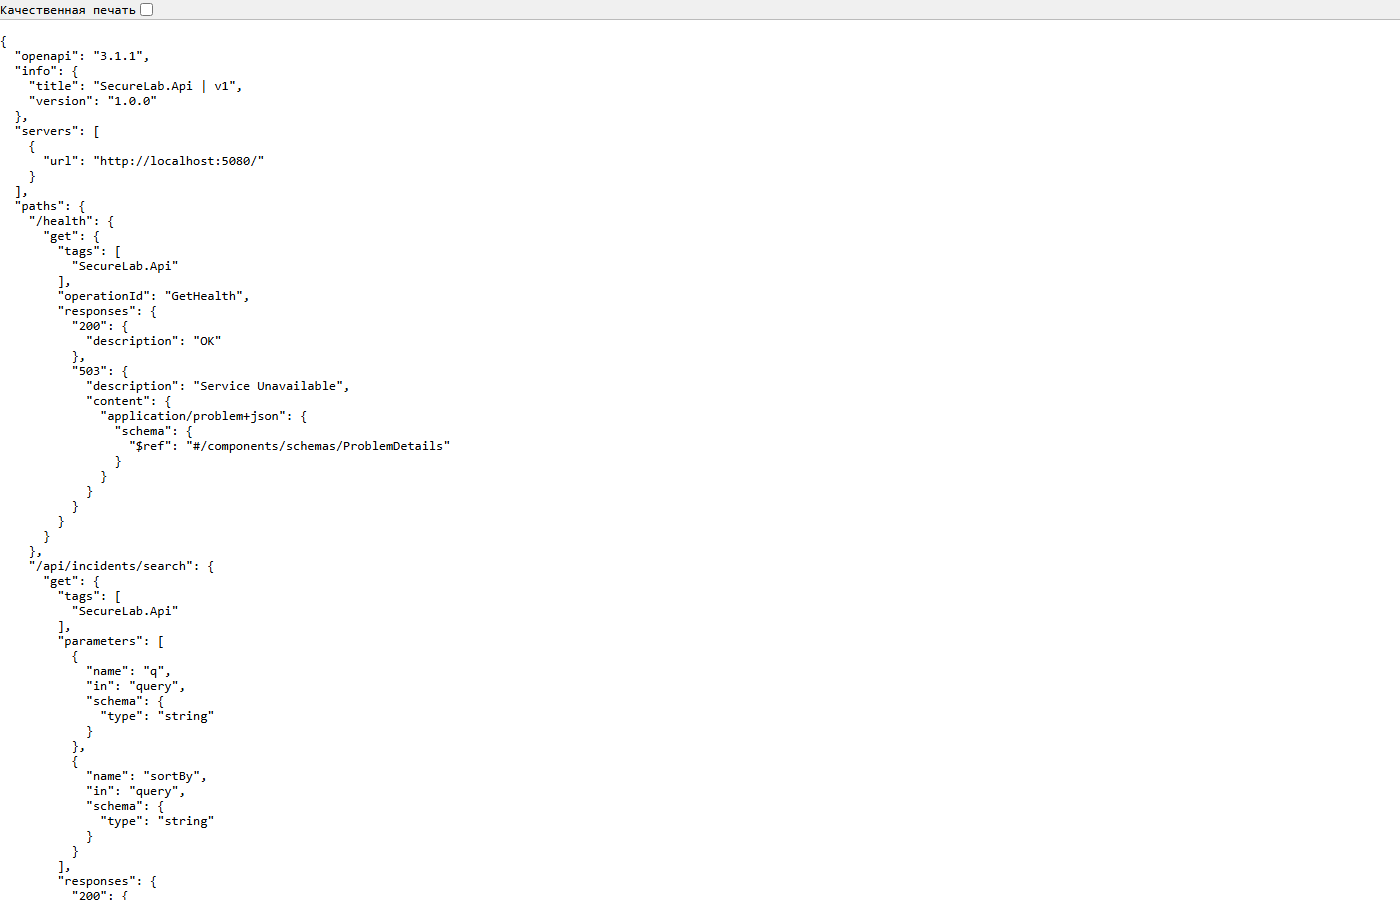 Качественная печать
{
  "openapi": "3.1.1",
  "info": {
    "title": "SecureLab.Api | v1",
    "version": "1.0.0"
  },
  "servers": [
    {
      "url": "http://localhost:5080/"
    }
  ],
  "paths": {
    "/health": {
      "get": {
        "tags": [
          "SecureLab.Api"
        ],
        "operationId": "GetHealth",
        "responses": {
          "200": {
            "description": "OK"
          },
          "503": {
            "description": "Service Unavailable",
            "content": {
              "application/problem+json": {
                "schema": {
                  "$ref": "#/components/schemas/ProblemDetails"
                }
              }
            }
          }
        }
      }
    },
    "/api/incidents/search": {
      "get": {
        "tags": [
          "SecureLab.Api"
        ],
        "parameters": [
          {
            "name": "q",
            "in": "query",
            "schema": {
              "type": "string"
            }
          },
          {
            "name": "sortBy",
            "in": "query",
            "schema": {
              "type": "string"
            }
          }
        ],
        "responses": {
          "200": {